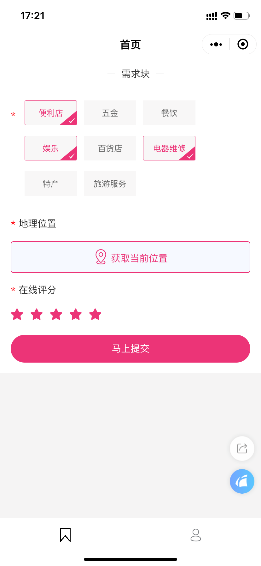 17:21
首页
需求块
* 便利店 五金 餐饮
娱乐 百货店 电器维修
特产 旅游服务
* 地理位置
获取当前位置
* 在线评分
马上提交